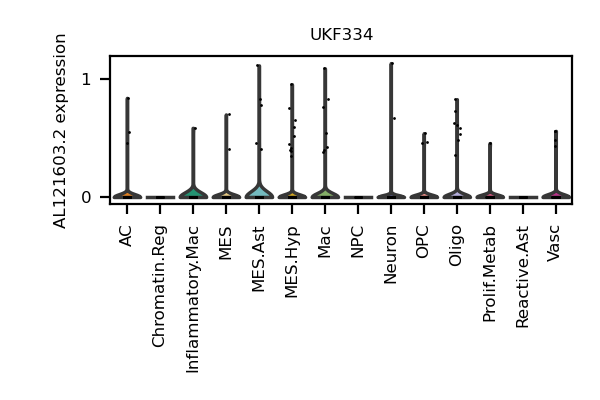 UKF334
AL121603.2 expression
1
0
AC
Chromatin.Reg
Inflammatory.Mac
MES
MES.Ast
MES.Hyp
Mac
NPC
Neuron
OPC
Oligo
Prolif.Metab
Reactive.Ast
Vasc